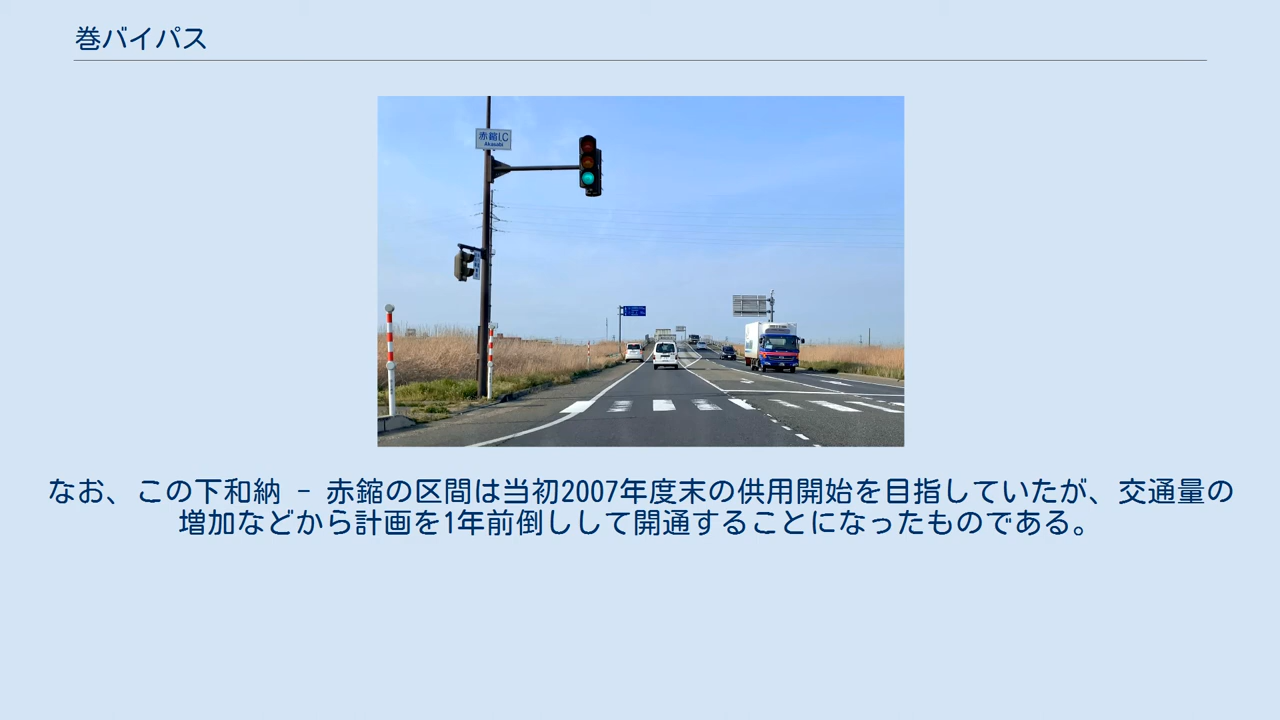 巻バイパス
赤鏥I.C
Akasabi
なお、この下和納 − 赤鏥の区間は当初2007年度末の供用開始を目指していたが、交通量の
増加などから計画を1年前倒しして開通することになったものである。